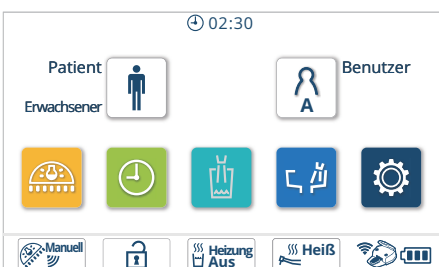 02:30
Patient
Benutzer
Erwachsener
A
Manuell
Heizung
Aus
Heiß